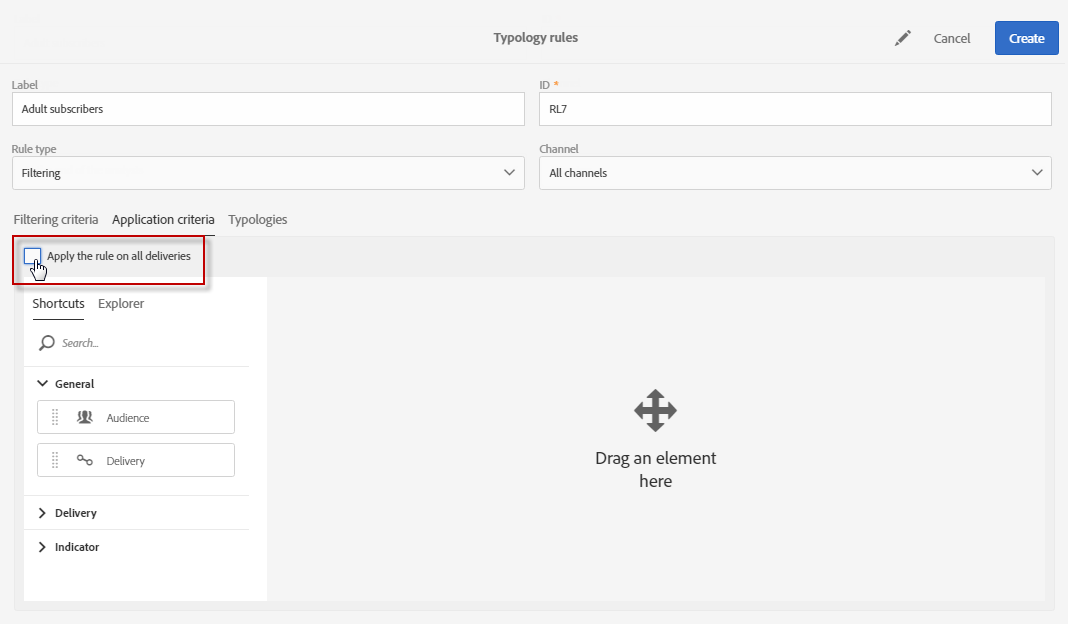 Typology rules
Cancel
Create
Label
ID *
Adult subscribers
RL7
Rule type
Channel
Filtering
All channels
Filtering criteria Application criteria Typologies
Apply the rule on all deliveries
Shortcuts Explorer
Search...
General
Audience
Delivery
Delivery
Indicator
Drag an element
here